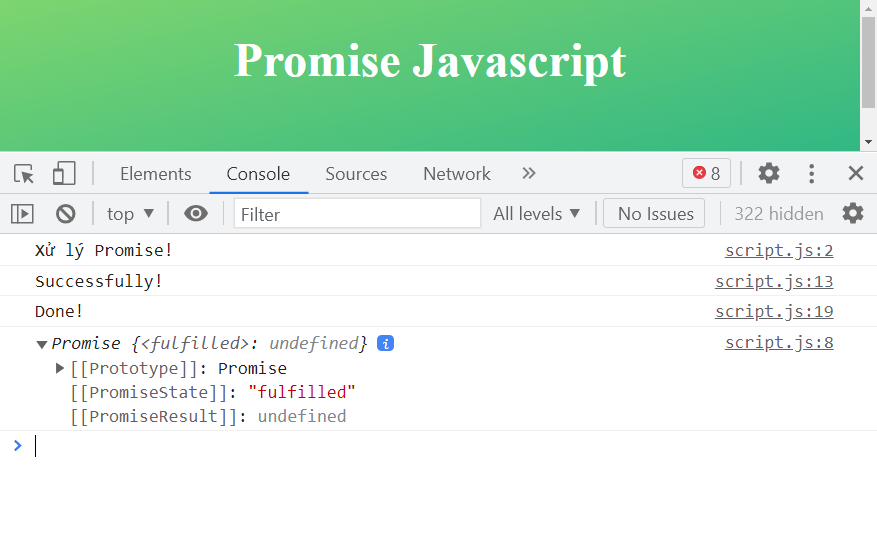 Promise Javascript
Elements Console Sources Network » 8
top ▼ Filter All levels ▼ No Issues 322 hidden
Xử lý Promise! script.js:2
Successfully! script.js:13
Done! script.js:19
▼Promise {<fulfilled>: undefined} i script.js:8
▶[[Prototype]]: Promise
[[PromiseState]]: "fulfilled"
[[PromiseResult]]: undefined
>